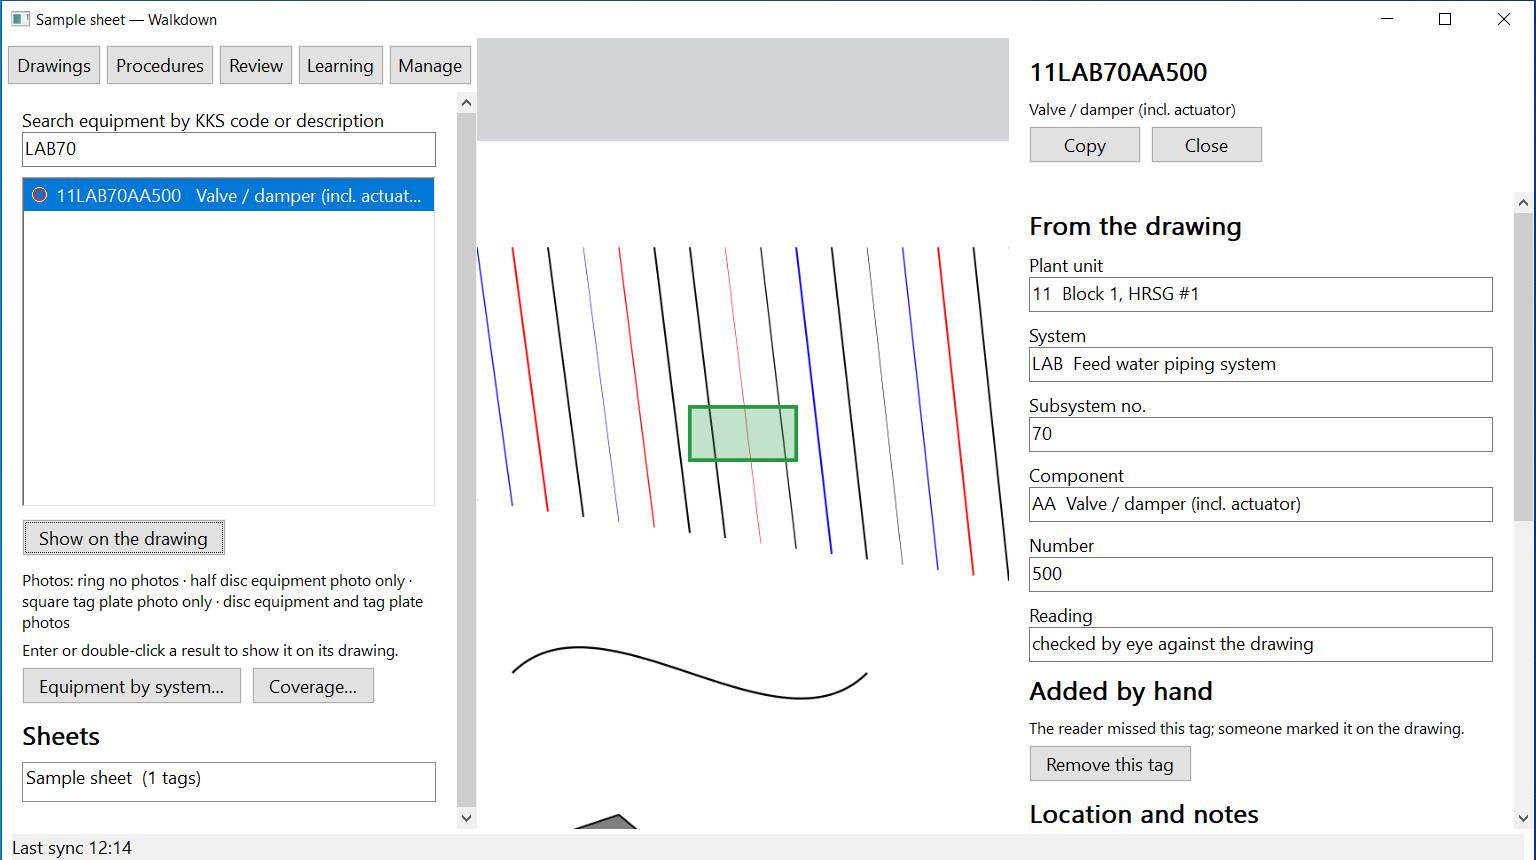 Sample sheet — Walkdown
Drawings
Procedures
Review
Learning
Manage
Search equipment by KKS code or description
LAB70
11LAB70AA500 Valve / damper (incl. actuat...
Show on the drawing
Photos: ring no photos · half disc equipment photo only ·
square tag plate photo only · disc equipment and tag plate
photos
Enter or double-click a result to show it on its drawing.
Equipment by system...
Coverage...
Sheets
Sample sheet (1 tags)
Last sync 12:14
11LAB70AA500
Valve / damper (incl. actuator)
Copy
Close
From the drawing
Plant unit
11 Block 1, HRSG #1
System
LAB Feed water piping system
Subsystem no.
70
Component
AA Valve / damper (incl. actuator)
Number
500
Reading
checked by eye against the drawing
Added by hand
The reader missed this tag; someone marked it on the drawing.
Remove this tag
Location and notes